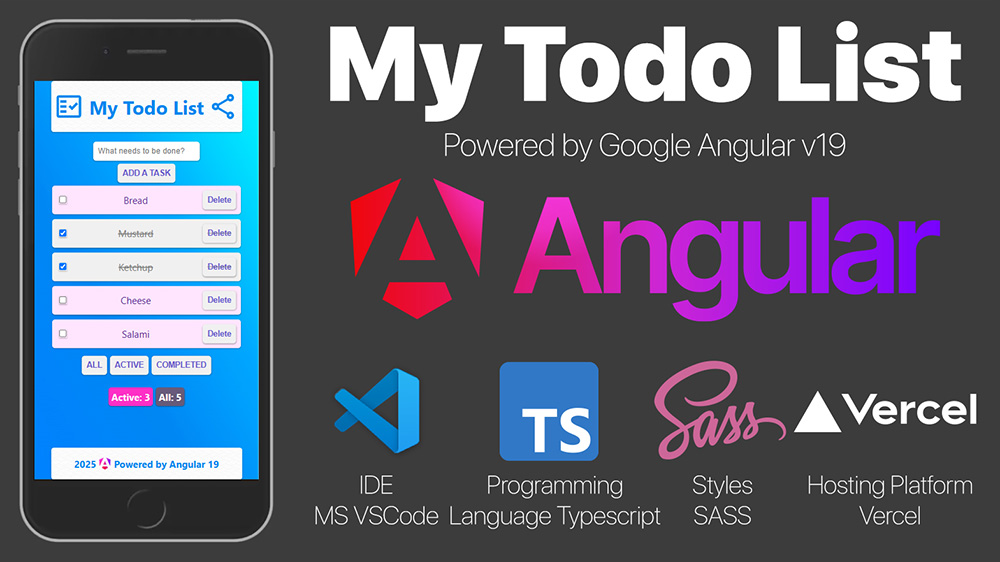 My Todo List
What needs to be done?
ADD A TASK
Bread Delete
Mustard Delete
Ketchup Delete
Cheese Delete
Salami Delete
ALL ACTIVE COMPLETED
Active: 3 All: 5
2025 Powered by Angular 19
My Todo List
Powered by Google Angular v19
Angular
TS
Sass
Vercel
IDE
MS VSCode
Programming
Language Typescript
Styles
SASS
Hosting Platform
Vercel